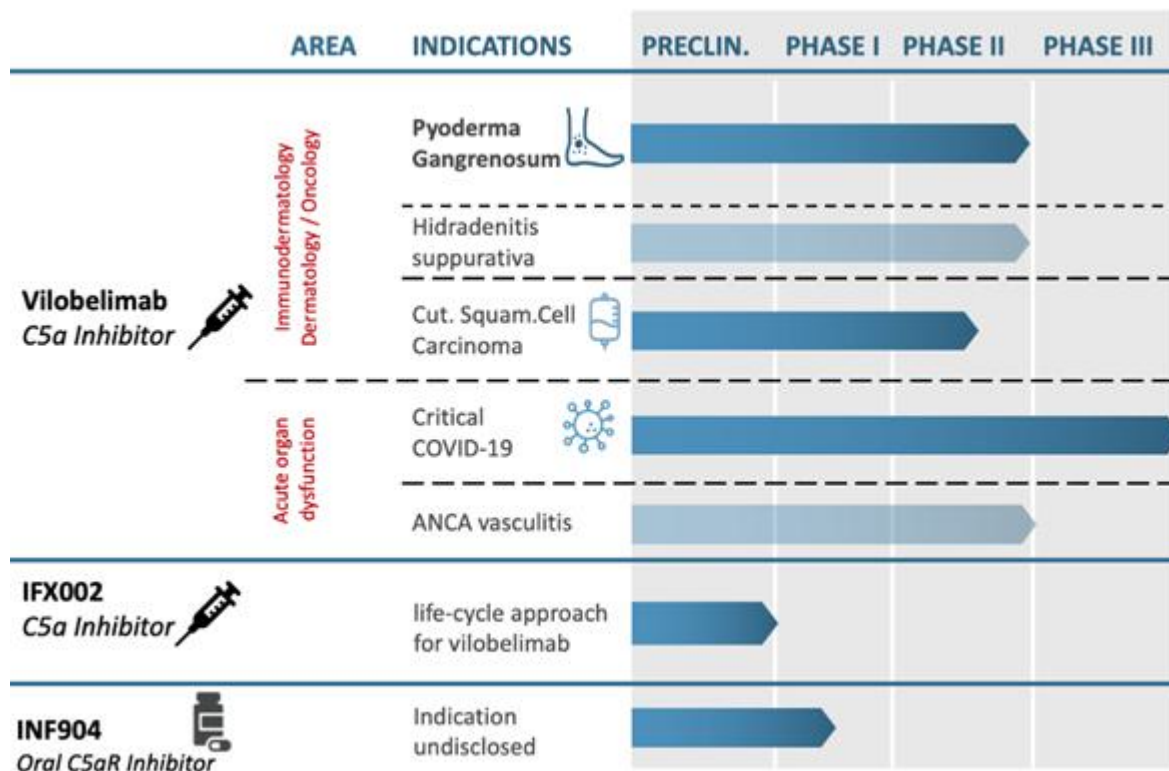 AREA INDICATIONS PRECLIN. PHASE I PHASE II PHASE III
Vilobelimab
C5a Inhibitor
Immunodermatology
Dermatology / Oncology
Pyoderma
Gangrenosum
Hidradenitis
suppurativa
Cut. Squam.Cell
Carcinoma
Acute organ
dysfunction
Critical
COVID-19
ANCA vasculitis
IFX002
C5a Inhibitor
life-cycle approach
for vilobelimab
INF904
Oral C5aR Inhibitor
Indication
undisclosed